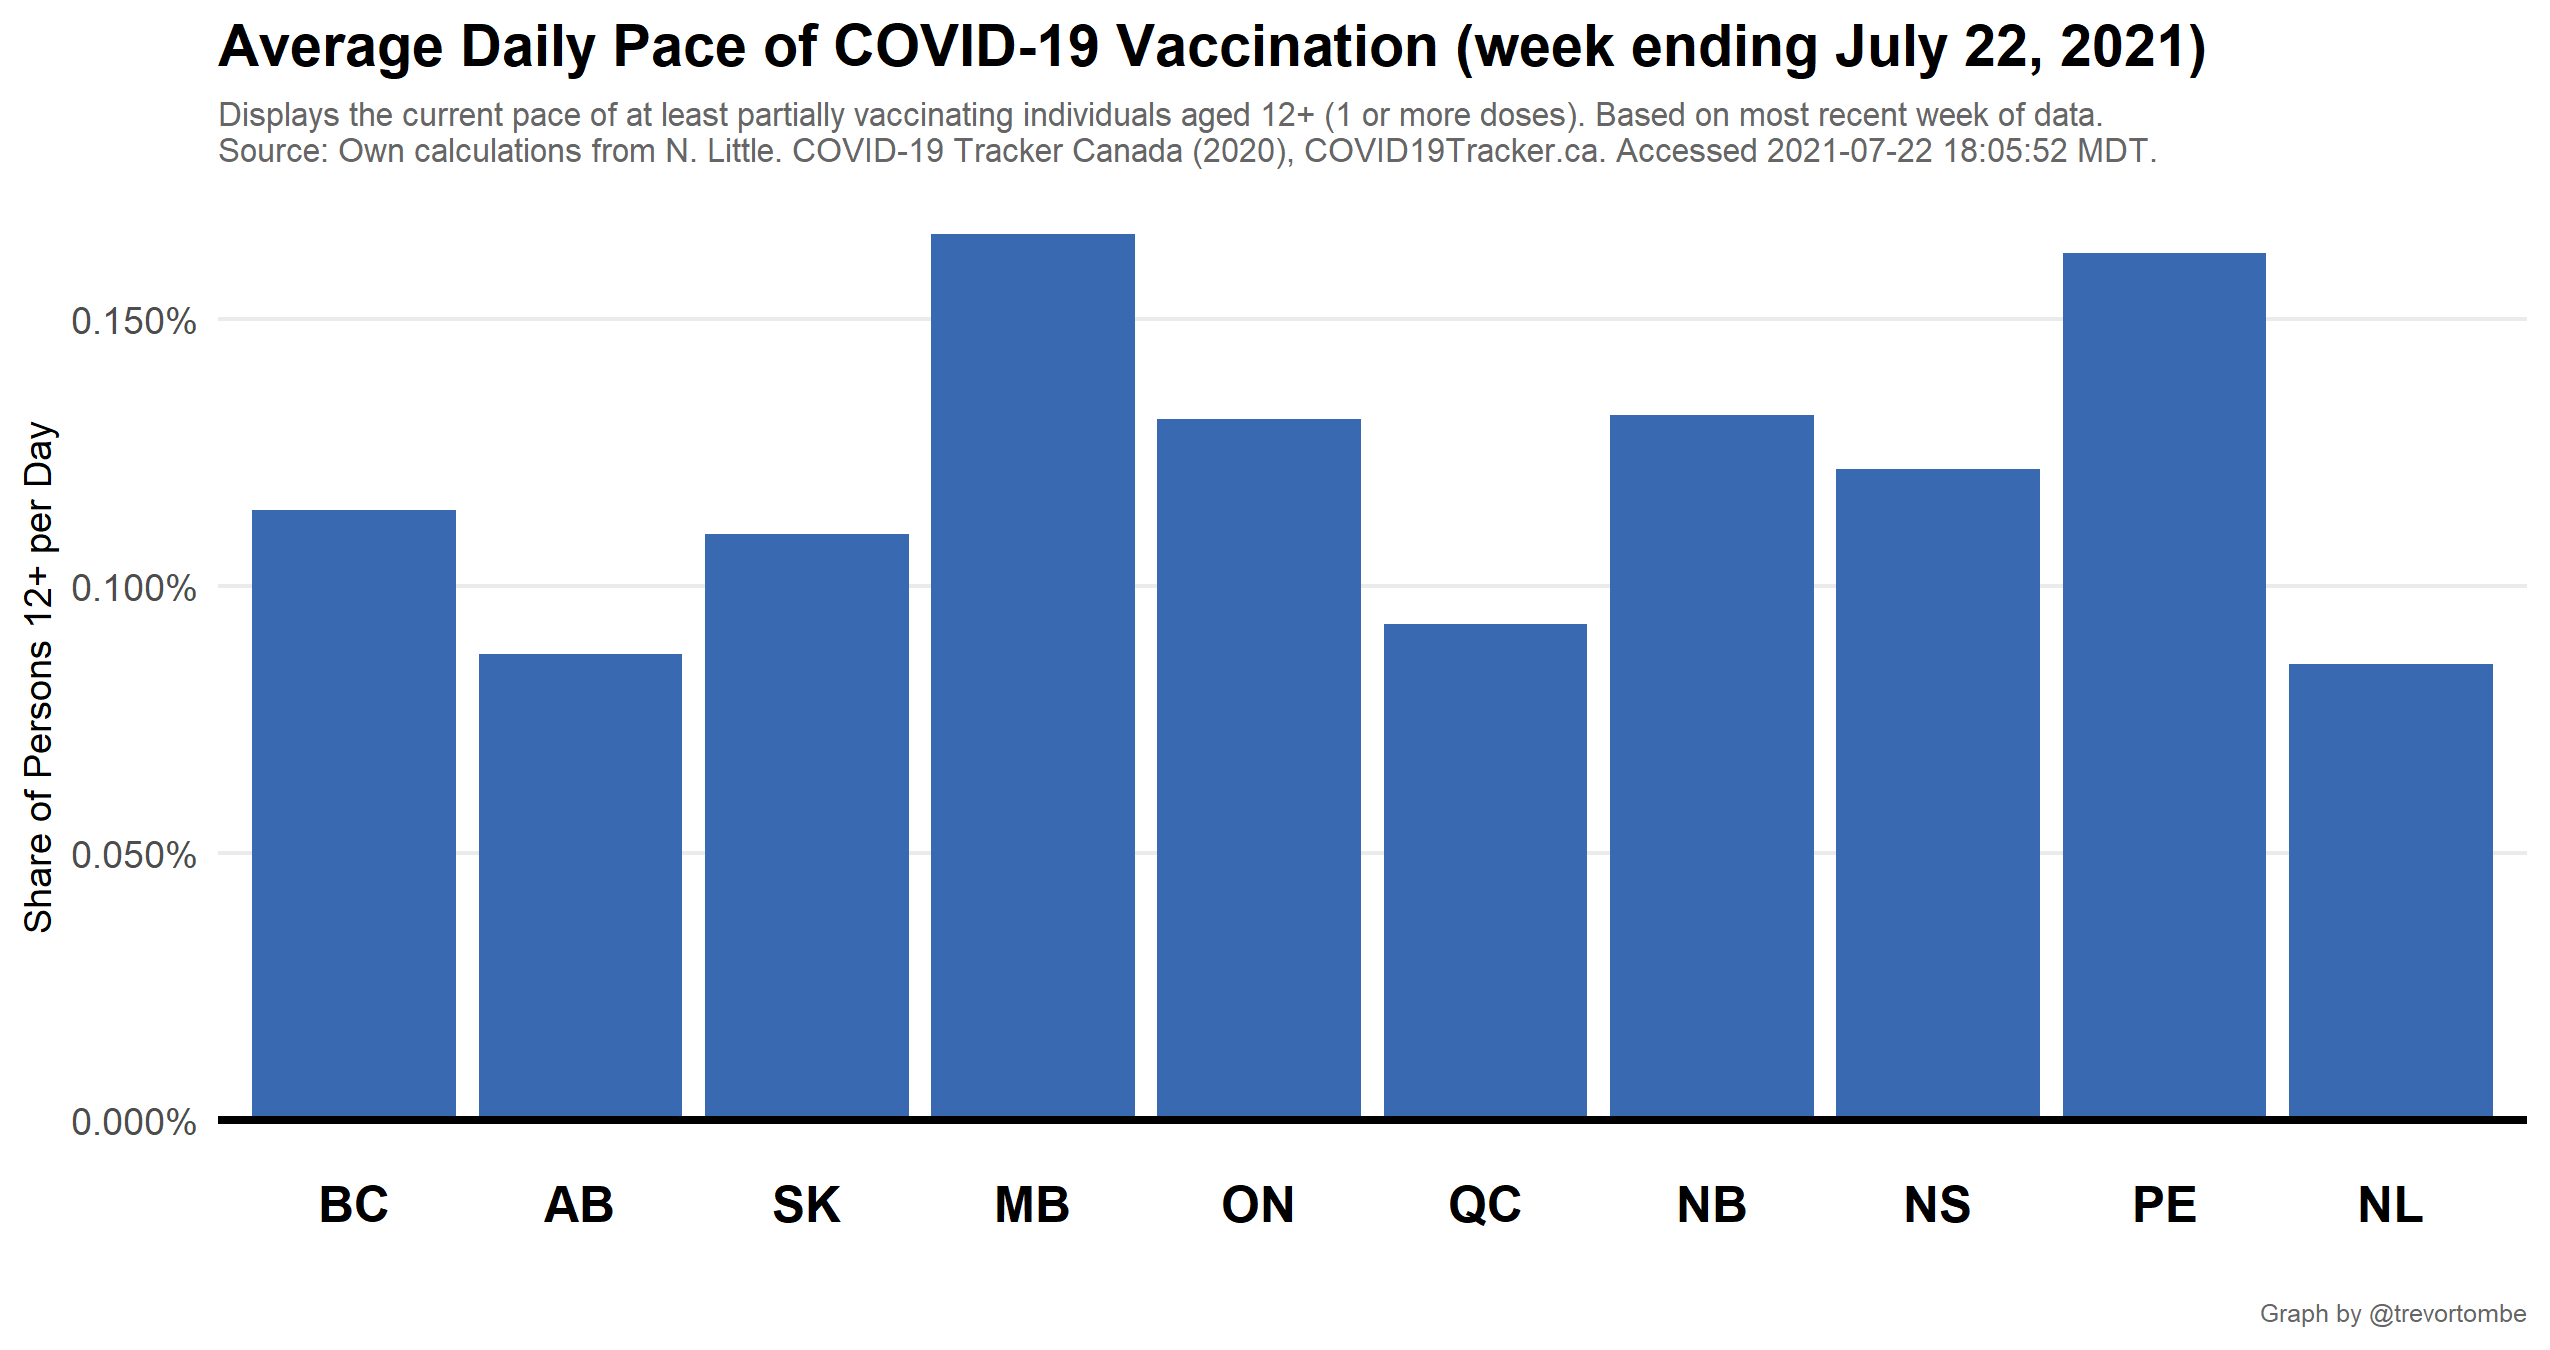 Average Daily Pace of COVID-19 Vaccination (week ending July 22, 2021)
Displays the current pace of at least partially vaccinating individuals aged 12+ (1 or more doses). Based on most recent week of data.
Source: Own calculations from N. Little. COVID-19 Tracker Canada (2020), COVID19Tracker.ca. Accessed 2021-07-22 18:05:52 MDT.
Share of Persons 12+ per Day
0.150%
0.100%
0.050%
0.000%
BC AB SK MB ON QC NB NS PE NL
Graph by @trevortombe